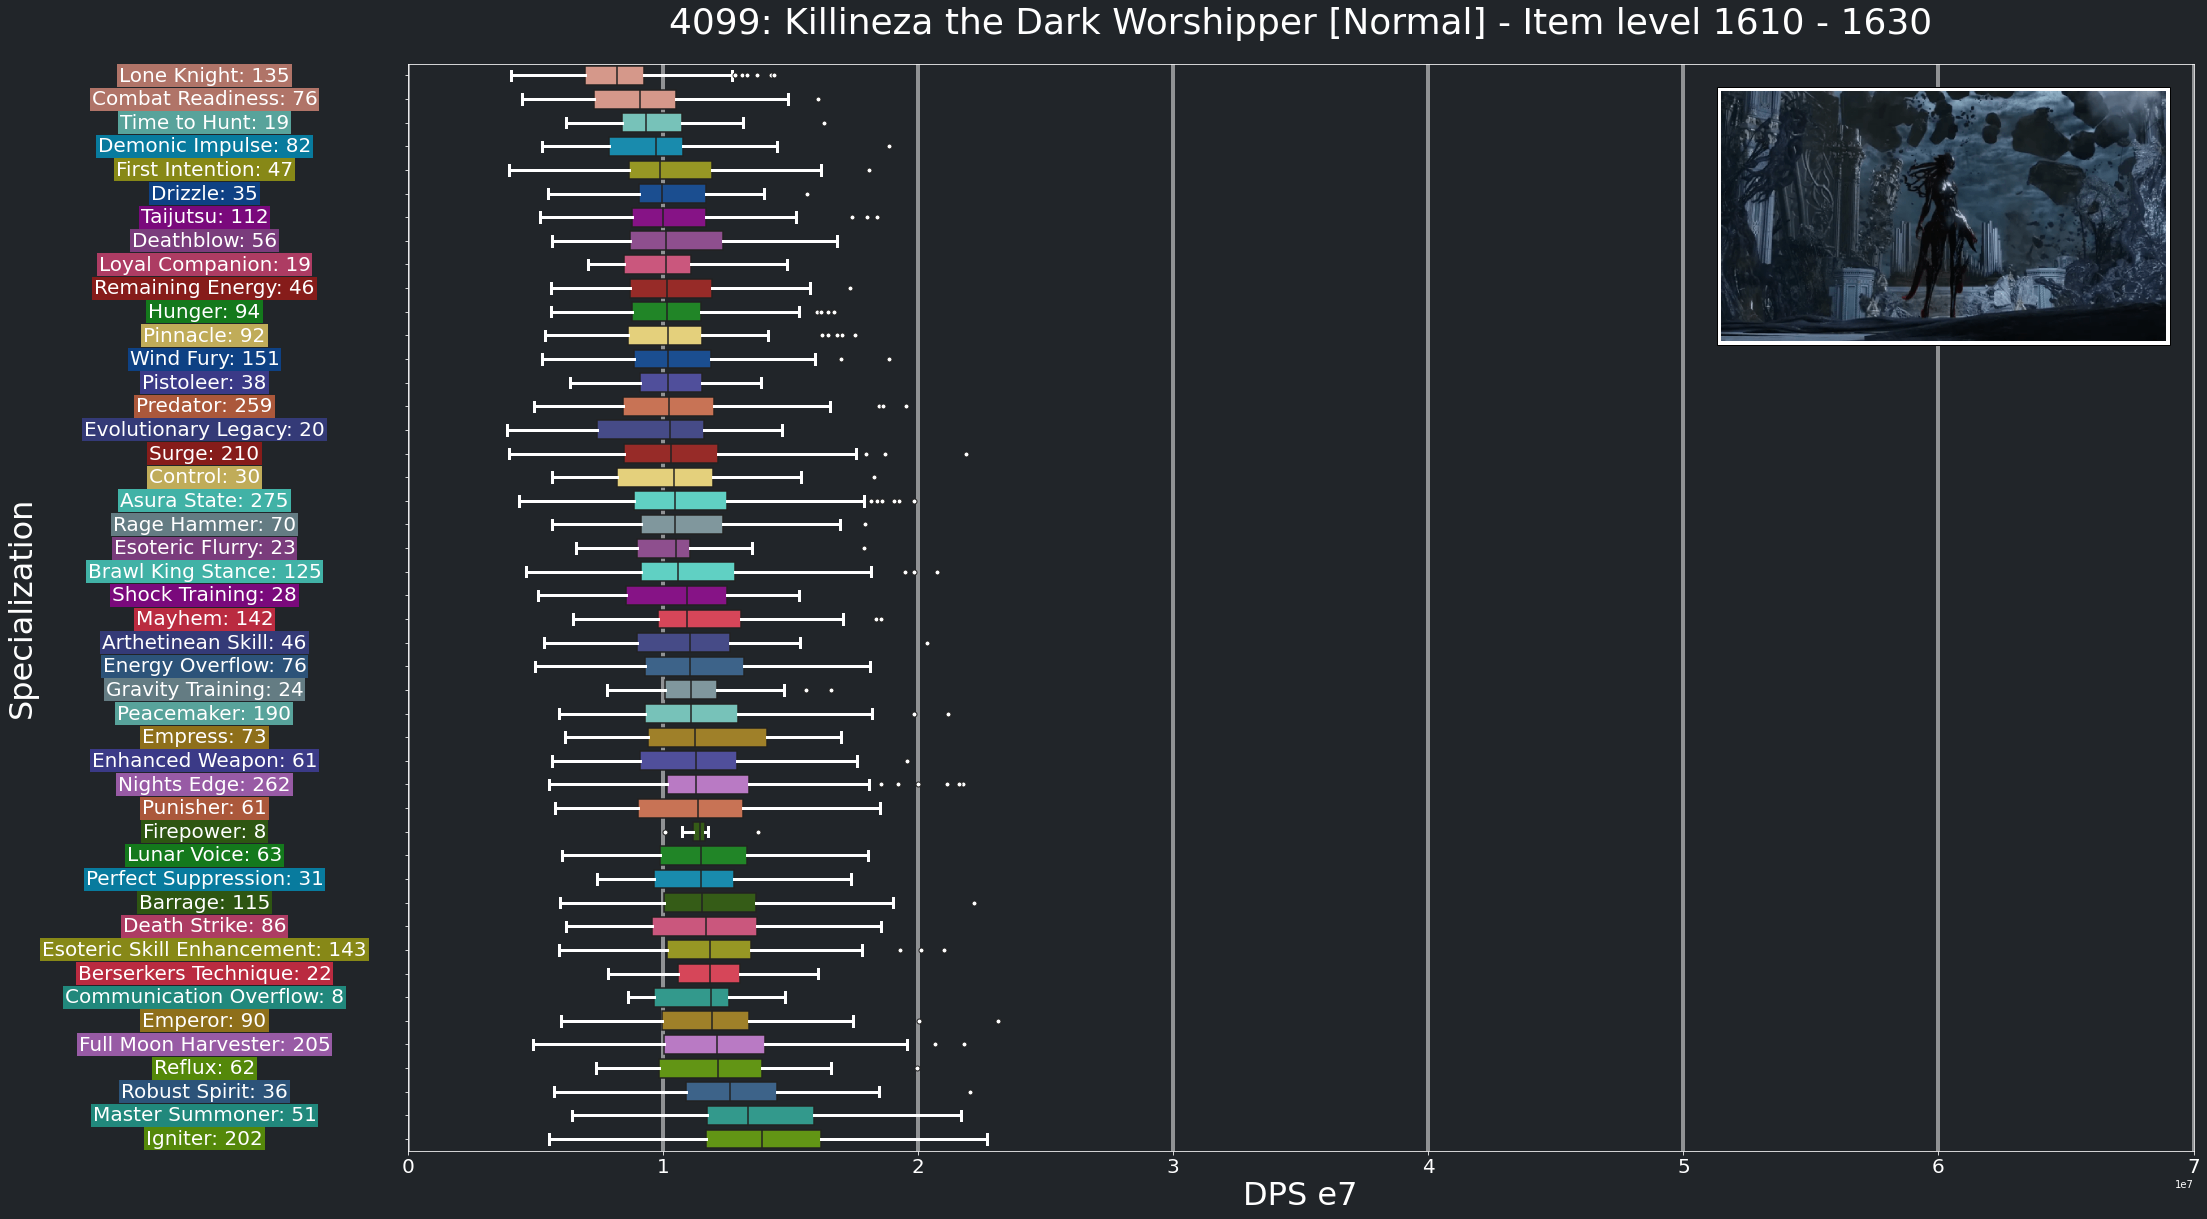 4099: Killineza the Dark Worshipper [Normal] - Item level 1610 - 1630
Specialization
Lone Knight: 135
Combat Readiness: 76
Time to Hunt: 19
Demonic Impulse: 82
First Intention: 47
Drizzle: 35
Taijutsu: 112
Deathblow: 56
Loyal Companion: 19
Remaining Energy: 46
Hunger: 94
Pinnacle: 92
Wind Fury: 151
Pistoleer: 38
Predator: 259
Evolutionary Legacy: 20
Surge: 210
Control: 30
Asura State: 275
Rage Hammer: 70
Esoteric Flurry: 23
Brawl King Stance: 125
Shock Training: 28
Mayhem: 142
Arthetinean Skill: 46
Energy Overflow: 76
Gravity Training: 24
Peacemaker: 190
Empress: 73
Enhanced Weapon: 61
Nights Edge: 262
Punisher: 61
Firepower: 8
Lunar Voice: 63
Perfect Suppression: 31
Barrage: 115
Death Strike: 86
Esoteric Skill Enhancement: 143
Berserkers Technique: 22
Communication Overflow: 8
Emperor: 90
Full Moon Harvester: 205
Reflux: 62
Robust Spirit: 36
Master Summoner: 51
Igniter: 202
0 1 2 3 4 5 6 7
1e7
DPS e7